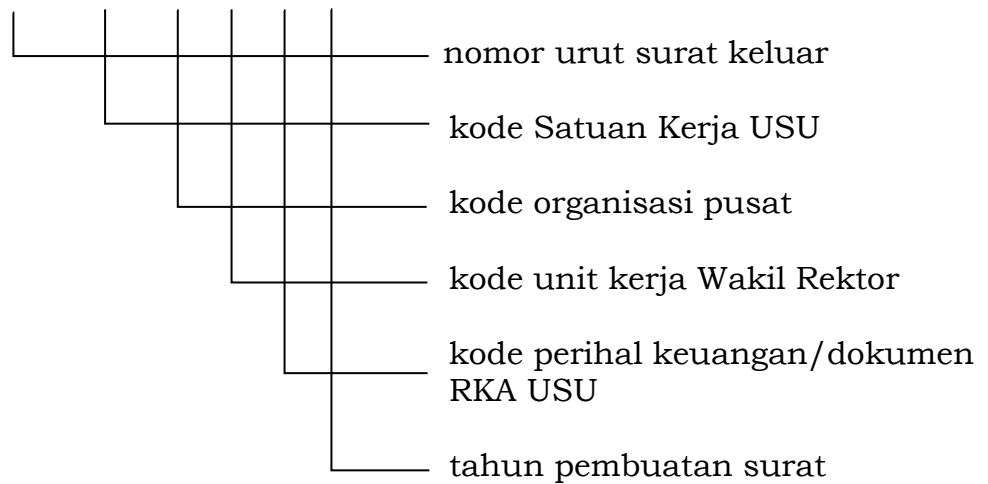 nomor urut surat keluar
kode Satuan Kerja USU
kode organisasi pusat
kode unit kerja Wakil Rektor
kode perihal keuangan/dokumen
RKA USU
tahun pembuatan surat